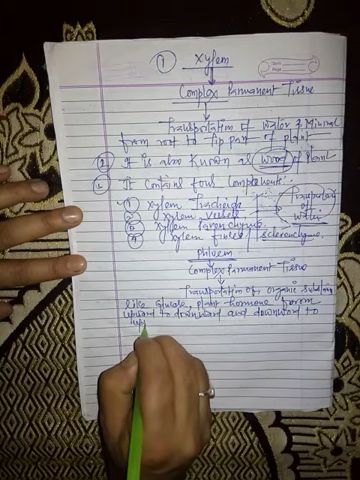 ① Xylem
Complex Permanent Tissue
Transportation of water & Mineral
from root to tip part of plant
② It is also known as wood of plant
③ It contains four components :-
① Xylem Tracheids
② Xylem vessels
③ Xylem Parenchyma
④ Xylem fibres | sclerenchyma
Transportation of water
Phloem
Complex Permanent Tissue
Transportation of organic
like glucose, plant hormone from
upward to downward and downward to
up